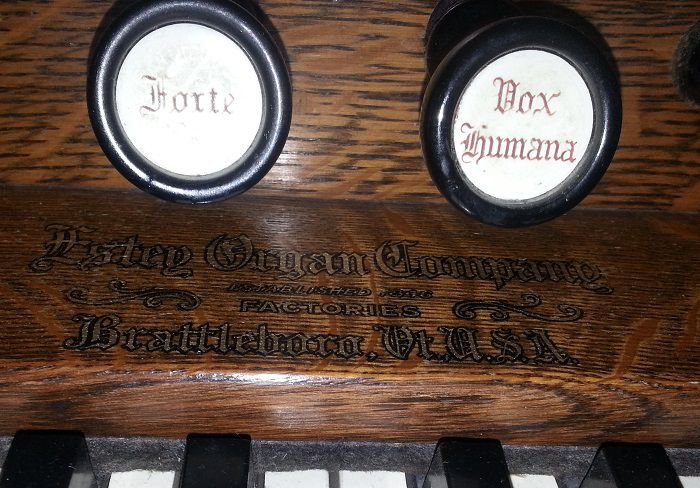 Forte
Vox
Humana
Estey Organ Company
ESTABLISHED 1846
FACTORIES
Brattleboro, Vt. U.S.A.